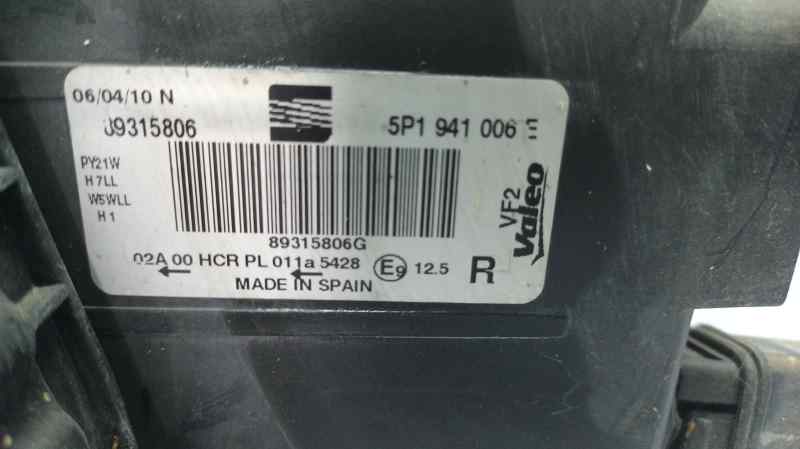 06/04/10 N
89315806
5P1 941 006 E
PY21W
H7LL
W5WLL
H1
VF2
Valeo
89315806G
02A 00 HCR PL 011a 5428 E9 12.5 R
MADE IN SPAIN